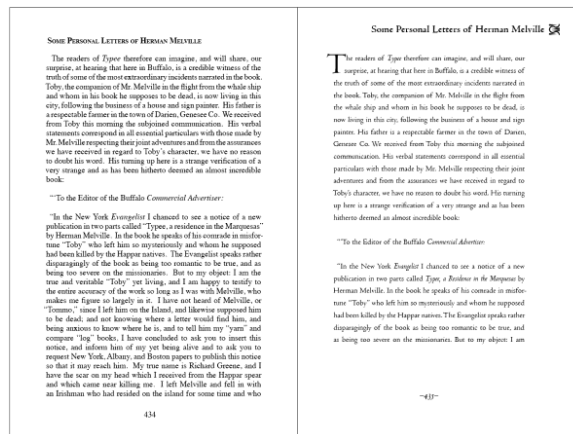 SOME PERSONAL LETTERS OF HERMAN MELVILLE
The readers of Typee therefore can imagine, and will share, our
surprise, at hearing that here in Buffalo, is a credible witness of the
truth of some of the most extraordinary incidents narrated in the book.
Toby, the companion of Mr. Melville in the flight from the whale ship
and whom in his book he supposes to be dead, is now living in this
city, following the business of a house and sign painter. His father is
a respectable farmer in the town of Darien, Genesee Co. We received
from Toby this morning the subjoined communication. His verbal
statements correspond in all essential particulars with those made by
Mr. Melville respecting their joint adventures and from the assurances
we have received in regard to Toby's character, we have no reason
to doubt his word. His turning up here is a strange verification of a
very strange and as has been hitherto deemed an almost incredible
book:
"'To the Editor of the Buffalo Commercial Advertiser:
"In the New York Evangelist I chanced to see a notice of a new
publication in two parts called "Typee, a residence in the Marquesas"
by Herman Melville. In the book he speaks of his comrade in misfor-
tune "Toby" who left him so mysteriously and whom he supposed
had been killed by the Happar natives. The Evangelist speaks rather
disparagingly of the book as being too romantic to be true, and as
being too severe on the missionaries. But to my object: I am the
true and veritable "Toby" yet living, and I am happy to testify to
the entire accuracy of the work so long as I was with Melville, who
makes me figure so largely in it. I have not heard of Melville, or
"Tommo," since I left him on the Island, and likewise supposed him
to be dead; and not knowing where a letter would find him, and
being anxious to know where he is, and to tell him my "yarn" and
compare "log" books, I have concluded to ask you to insert this
notice, and inform him of my yet being alive and to ask you to
request New York, Albany, and Boston papers to publish this notice
so that it may reach him. My true name is Richard Greene, and I
have the scar on my head which I received from the Happar spear
and which came near killing me. I left Melville and fell in with
an Irishman who had resided on the island for some time and who
434
Some Personal Letters of Herman Melville
The readers of Typee therefore can imagine, and will share, our
surprise, at hearing that here in Buffalo, is a credible witness of the
truth of some of the most extraordinary incidents narrated in
the book. Toby, the companion of Mr. Melville in the flight from
the whale ship and whom in his book he supposes to be dead, is
now living in this city, following the business of a house and sign
painter. His father is a respectable farmer in the town of Darien,
Genesee Co. We received from Toby this morning the subjoined
communication. His verbal statements correspond in all essential
particulars with those made by Mr. Melville respecting their joint
adventures and from the assurances we have received in regard to
Toby's character, we have no reason to doubt his word. His turning
up here is a strange verification of a very strange and as has been
hitherto deemed an almost incredible book:
"'To the Editor of the Buffalo Commercial Advertiser:
"In the New York Evangelist I chanced to see a notice of a new
publication in two parts called Typee, a Residence in the Marquesas by
Herman Melville. In the book he speaks of his comrade in misfor-
tune "Toby" who left him so mysteriously and whom he supposed
had been killed by the Happar natives. The Evangelist speaks rather
disparagingly of the book as being too romantic to be true, and
as being too severe on the missionaries. But to my object: I am
~433~